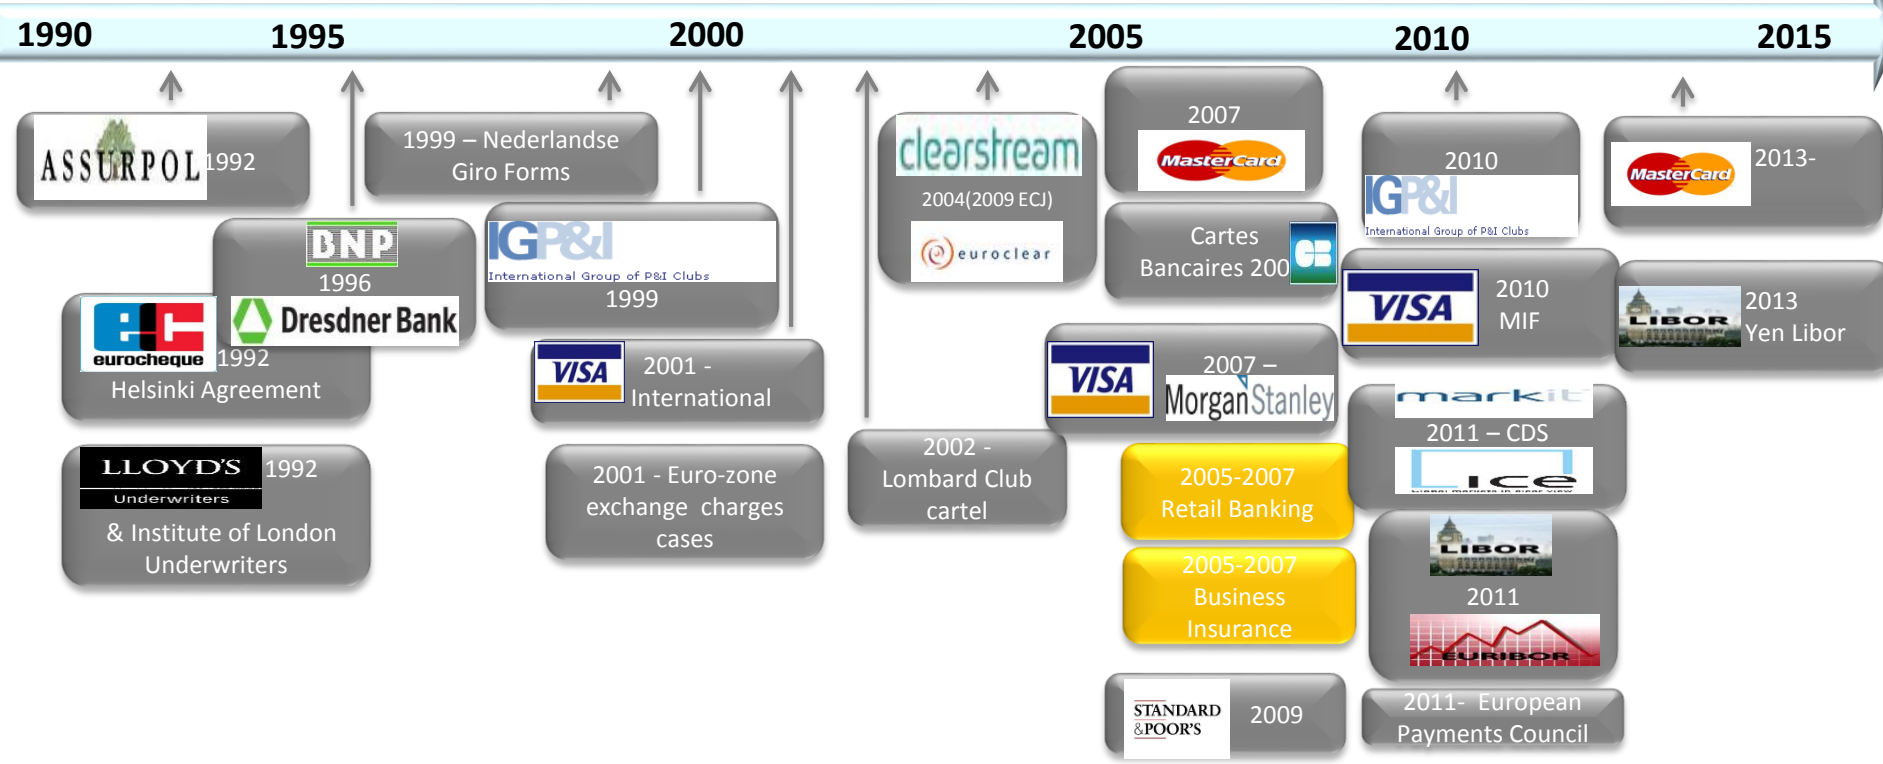 1990 1995 2000 2005 2010 2015
ASSURPOL 1992
1999 – Nederlandse
Giro Forms
clearstream
2004(2009 ECJ)
euroclear
2007
MasterCard
2010
IGP&I
International Group of P&I Clubs
MasterCard 2013-
BNP
1996
Dresdner Bank
IGP&I
International Group of P&I Clubs
1999
Cartes
Bancaires 200
eurocheque 1992
Helsinki Agreement
VISA 2010
MIF
LIBOR 2013
Yen Libor
VISA 2001 -
International
VISA 2007 –
Morgan Stanley
markit
2011 – CDS
ICE
LLOYD'S 1992
Underwriters
& Institute of London
Underwriters
2001 - Euro-zone
exchange charges
cases
2002 -
Lombard Club
cartel
2005-2007
Retail Banking
2005-2007
Business
Insurance
LIBOR
2011
EURIBOR
STANDARD
&POOR'S 2009
2011- European
Payments Council